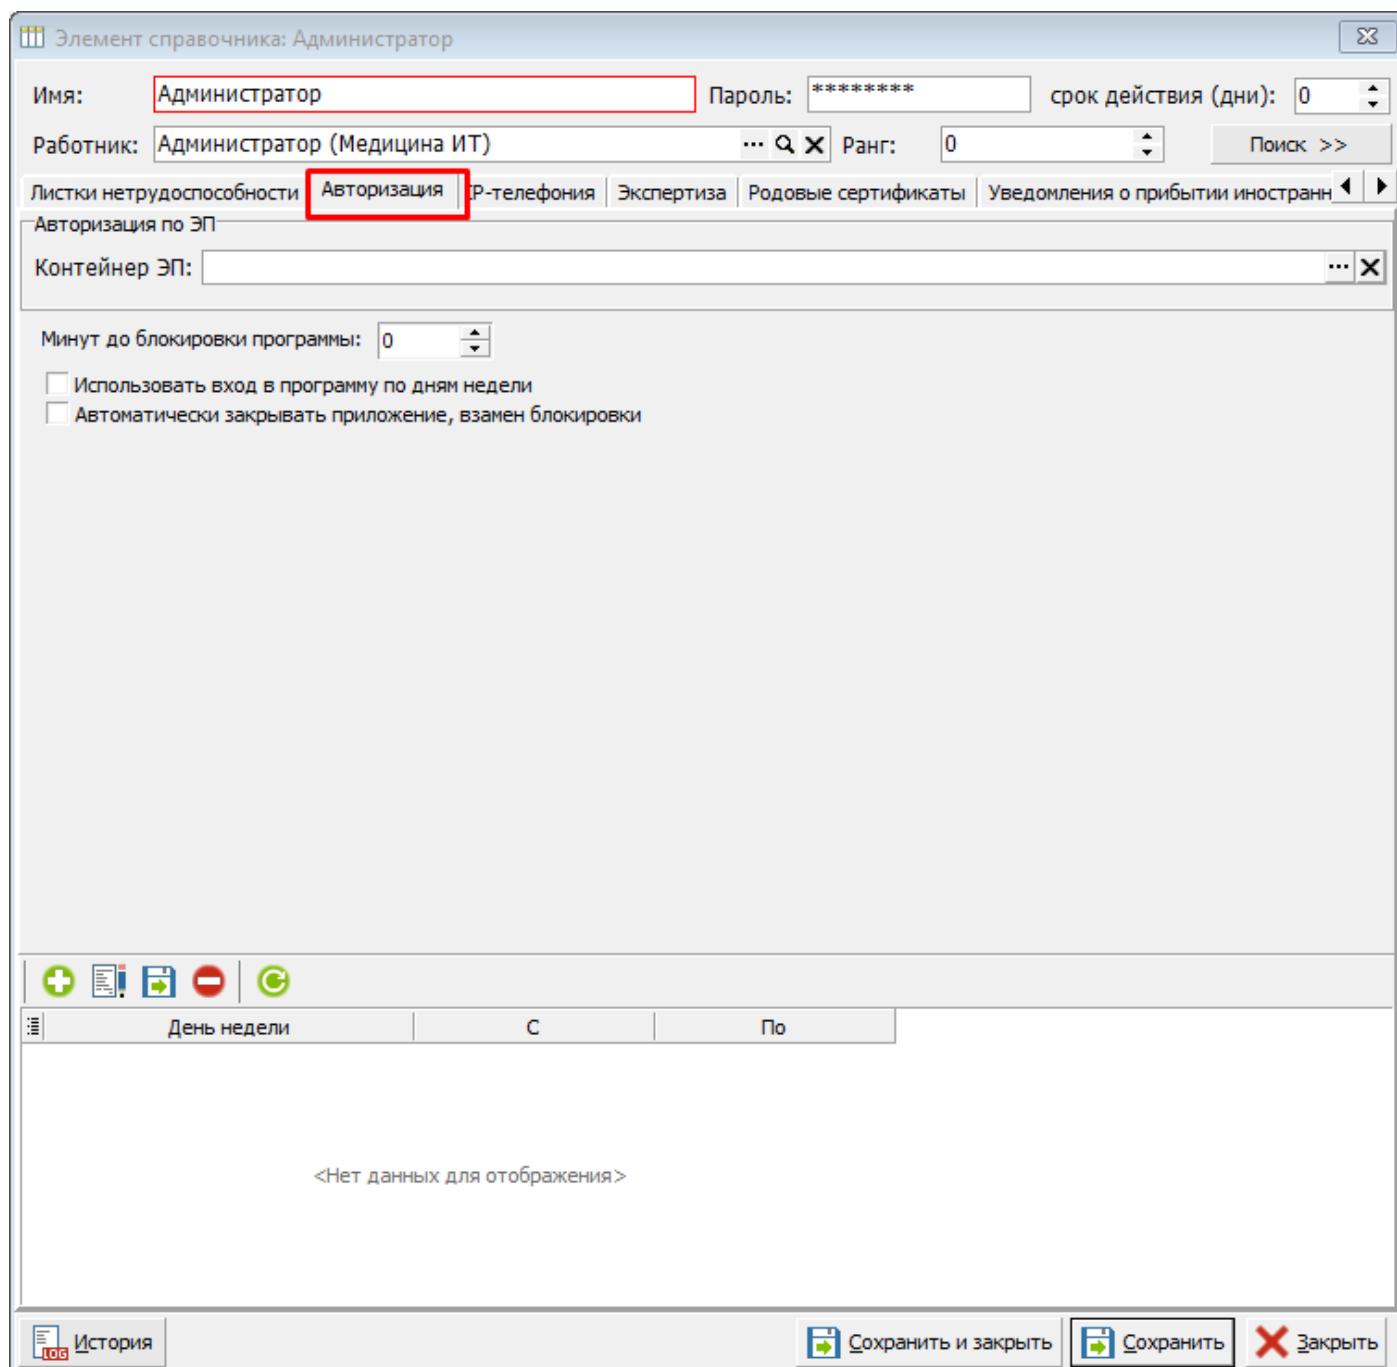 Элемент справочника: Администратор
Имя: Администратор Пароль: ******** срок действия (дни): 0
Работник: Администратор (Медицина ИТ) ... Ранг: 0 Поиск >>
Листки нетрудоспособности Авторизация IP-телефония Экспертиза Родовые сертификаты Уведомления о прибытии иностранн
Авторизация по ЭП
Контейнер ЭП: ...
Минут до блокировки программы: 0
Использовать вход в программу по дням недели
Автоматически закрывать приложение, взамен блокировки
День недели С По
<Нет данных для отображения>
LOG История Сохранить и закрыть Сохранить Закрыть